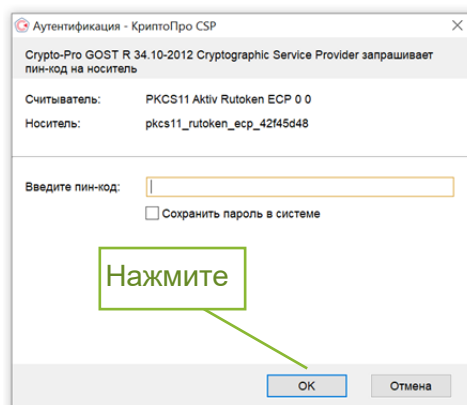 Аутентификация - КриптоПро CSP
Crypto-Pro GOST R 34.10-2012 Cryptographic Service Provider запрашивает
пин-код на носитель
Считыватель: PKCS11 Aktiv Rutoken ECP 0 0
Носитель: pkcs11_rutoken_ecp_42f45d48
Введите пин-код:
Сохранить пароль в системе
Нажмите
OK Отмена